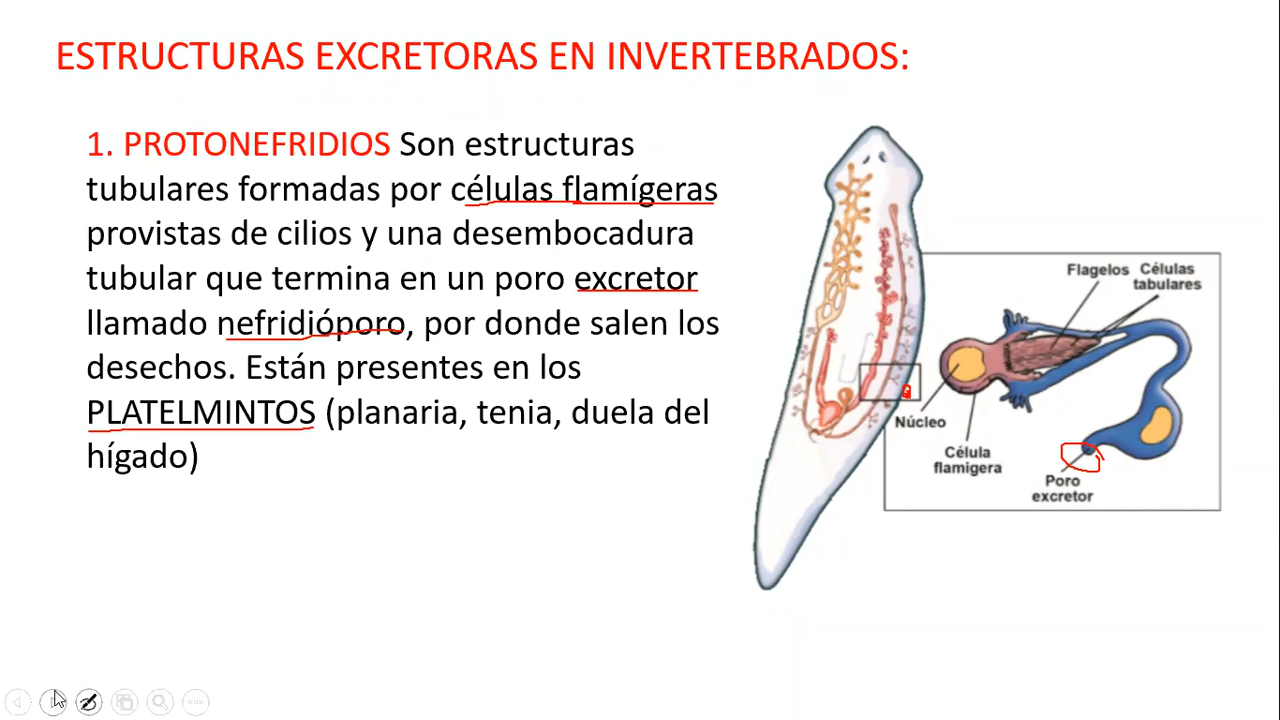 ESTRUCTURAS EXCRETORAS EN INVERTEBRADOS:
1. PROTONEFRIDIOS Son estructuras
tubulares formadas por células flamígeras
provistas de cilios y una desembocadura
tubular que termina en un poro excretor
llamado nefridióporo, por donde salen los
desechos. Están presentes en los
PLATELMINTOS (planaria, tenia, duela del
hígado)
Flagelos
Células
tabulares
Núcleo
Célula
flamigera
Poro
excretor